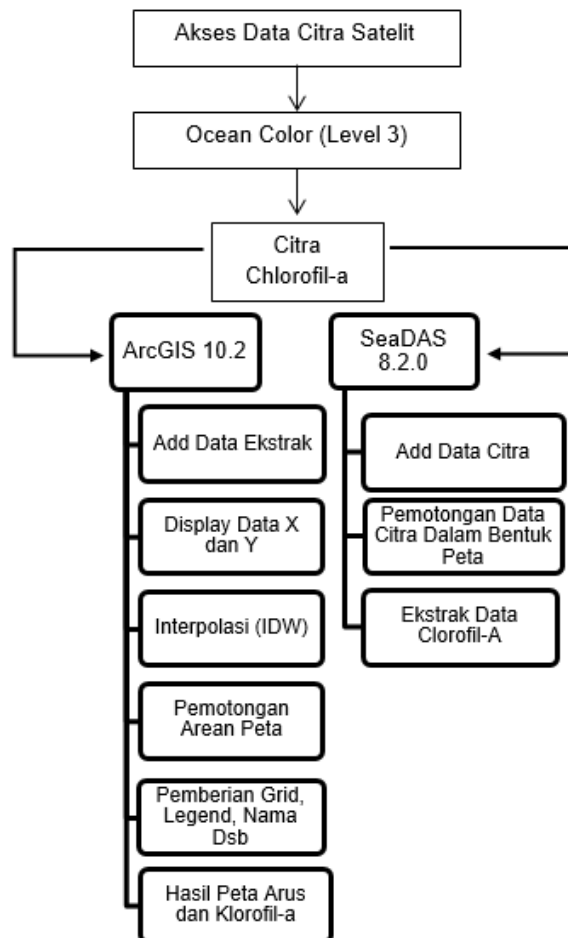 Akses Data Citra Satelit
Ocean Color (Level 3)
Citra
Chlorofil-a
ArcGIS 10.2
Add Data Ekstrak
Display Data X
dan Y
Interpolasi (IDW)
Pemotongan
Arean Peta
Pemberian Grid,
Legend, Nama
Dsb
Hasil Peta Arus
dan Klorofil-a
SeaDAS
8.2.0
Add Data Citra
Pemotongan Data
Citra Dalam Bentuk
Peta
Ekstrak Data
Clorofil-A